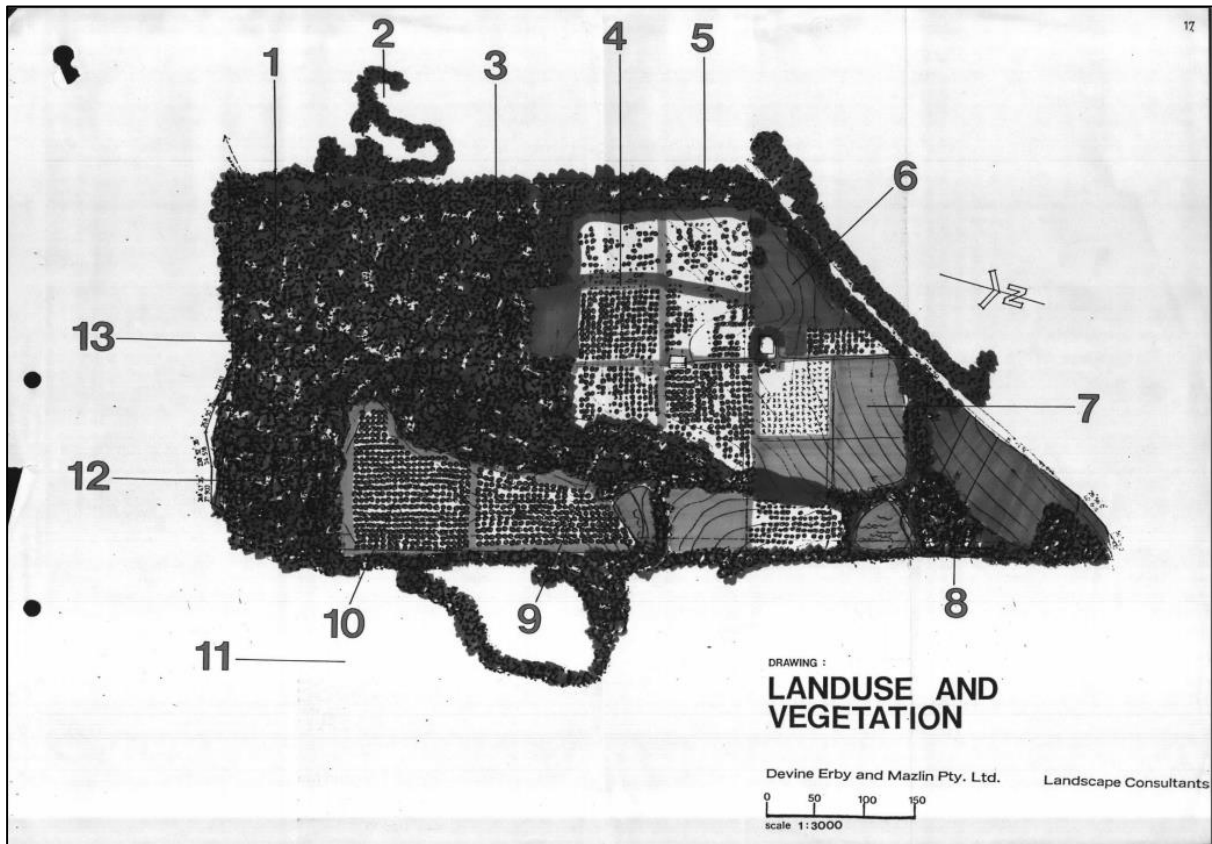 17
1
2
3
4
5
6
N
13
7
12
10
9
8
11
DRAWING :
LANDUSE AND
VEGETATION
Devine Erby and Mazlin Pty. Ltd. Landscape Consultants
0 50 100 150
scale 1:3000